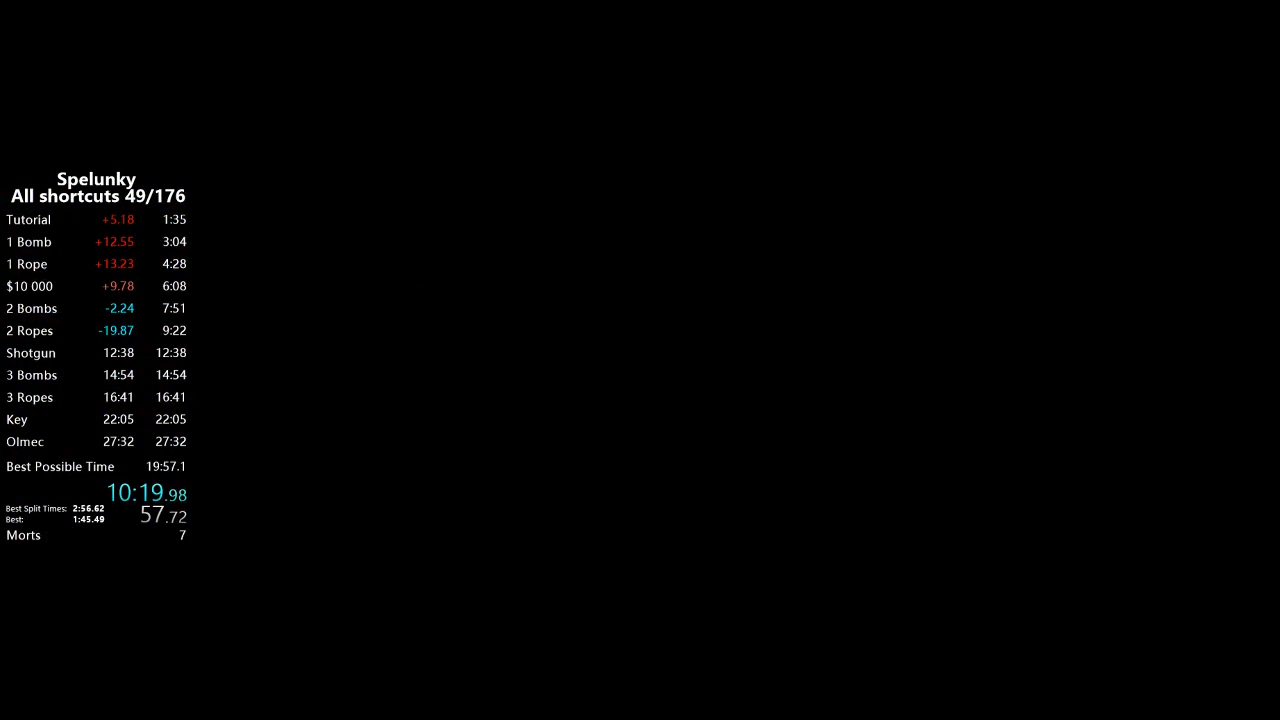 Spelunky
All shortcuts 49/176
Tutorial +5.18 1:35
1 Bomb +12.55 3:04
1 Rope +13.23 4:28
$10 000 +9.78 6:08
2 Bombs -2.24 7:51
2 Ropes -19.87 9:22
Shotgun 12:38 12:38
3 Bombs 14:54 14:54
3 Ropes 16:41 16:41
Key 22:05 22:05
Olmec 27:32 27:32
Best Possible Time 19:57.1
10:19.98
Best Split Times: 2:56.62
Best: 1:45.49
57.72
Morts 7